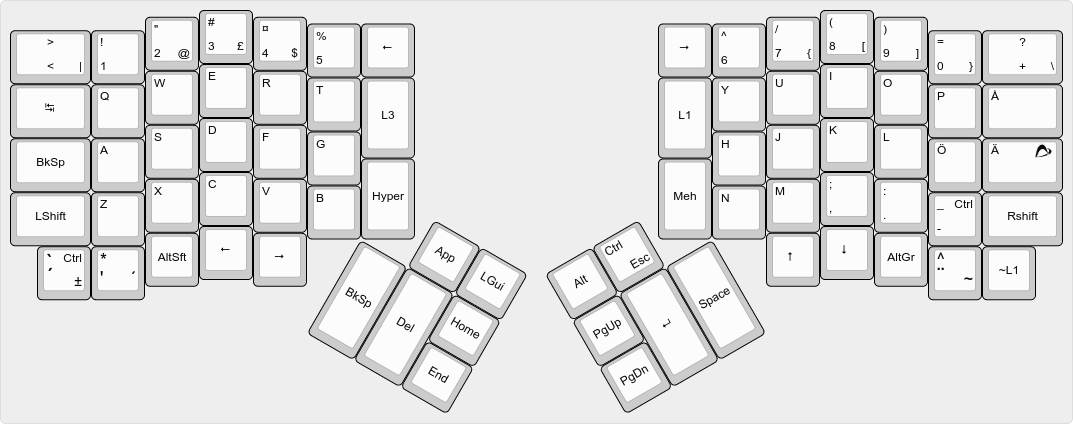 > < |
! 1
" 2 @
# 3 £
¤ 4 $
% 5
←
→
^ 6
/ 7 {
( 8 [
) 9 ]
= 0 }
? + \
↹
Q
W
E
R
T
L3
L1
Y
U
I
O
P
Å
BkSp
A
S
D
F
G
H
J
K
L
Ö
Ä
LShift
Z
X
C
V
B
Hyper
Meh
N
M
; ,
: .
_ Ctrl -
Rshift
` Ctrl ´ ±
* ' ´
AltSft
←
→
↑
↓
AltGr
^ ¨ ~
~L1
App
LGui
BkSp
Del
Home
End
Alt
Ctrl Esc
PgUp
↵
Space
PgDn